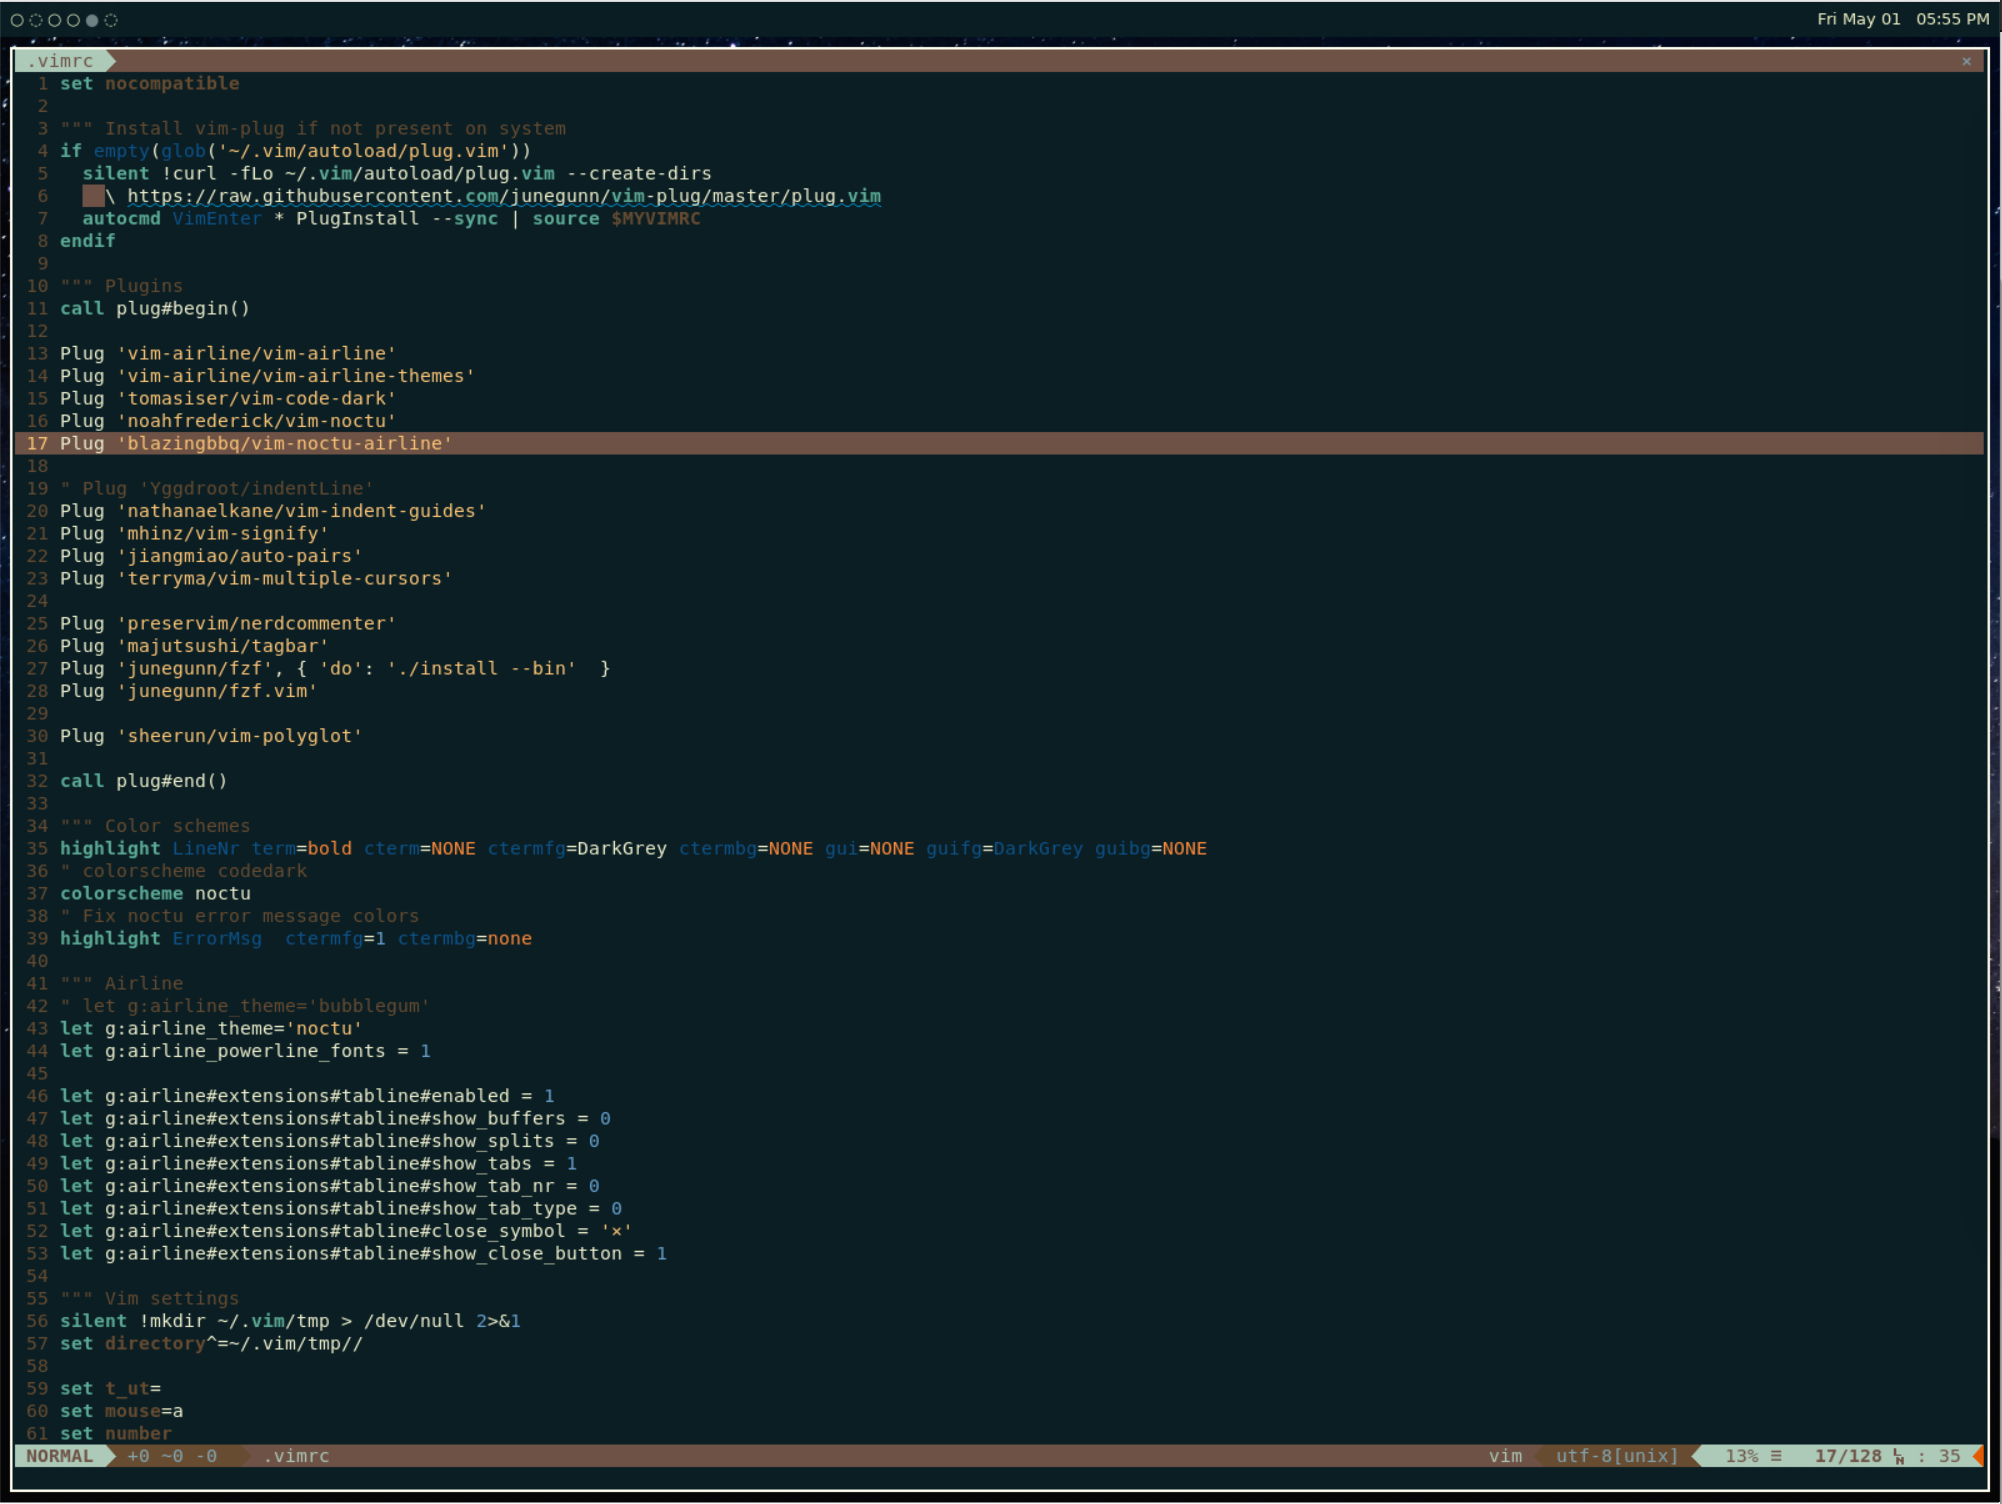 Fri May 01 05:55 PM
.vimrc ×
1 set nocompatible
2
3 """ Install vim-plug if not present on system
4 if empty(glob('~/.vim/autoload/plug.vim'))
5   silent !curl -fLo ~/.vim/autoload/plug.vim --create-dirs
6     \ https://raw.githubusercontent.com/junegunn/vim-plug/master/plug.vim
7   autocmd VimEnter * PlugInstall --sync | source $MYVIMRC
8 endif
9
10 """ Plugins
11 call plug#begin()
12
13 Plug 'vim-airline/vim-airline'
14 Plug 'vim-airline/vim-airline-themes'
15 Plug 'tomasiser/vim-code-dark'
16 Plug 'noahfrederick/vim-noctu'
17 Plug 'blazingbbq/vim-noctu-airline'
18
19 " Plug 'Yggdroot/indentLine'
20 Plug 'nathanaelkane/vim-indent-guides'
21 Plug 'mhinz/vim-signify'
22 Plug 'jiangmiao/auto-pairs'
23 Plug 'terryma/vim-multiple-cursors'
24
25 Plug 'preservim/nerdcommenter'
26 Plug 'majutsushi/tagbar'
27 Plug 'junegunn/fzf', { 'do': './install --bin'  }
28 Plug 'junegunn/fzf.vim'
29
30 Plug 'sheerun/vim-polyglot'
31
32 call plug#end()
33
34 """ Color schemes
35 highlight LineNr term=bold cterm=NONE ctermfg=DarkGrey ctermbg=NONE gui=NONE guifg=DarkGrey guibg=NONE
36 " colorscheme codedark
37 colorscheme noctu
38 " Fix noctu error message colors
39 highlight ErrorMsg  ctermfg=1 ctermbg=none
40
41 """ Airline
42 " let g:airline_theme='bubblegum'
43 let g:airline_theme='noctu'
44 let g:airline_powerline_fonts = 1
45
46 let g:airline#extensions#tabline#enabled = 1
47 let g:airline#extensions#tabline#show_buffers = 0
48 let g:airline#extensions#tabline#show_splits = 0
49 let g:airline#extensions#tabline#show_tabs = 1
50 let g:airline#extensions#tabline#show_tab_nr = 0
51 let g:airline#extensions#tabline#show_tab_type = 0
52 let g:airline#extensions#tabline#close_symbol = '×'
53 let g:airline#extensions#tabline#show_close_button = 1
54
55 """ Vim settings
56 silent !mkdir ~/.vim/tmp > /dev/null 2>&1
57 set directory^=~/.vim/tmp//
58
59 set t_ut=
60 set mouse=a
61 set number
NORMAL +0 ~0 -0 .vimrc vim utf-8[unix] 13% ≡ 17/128 LN : 35